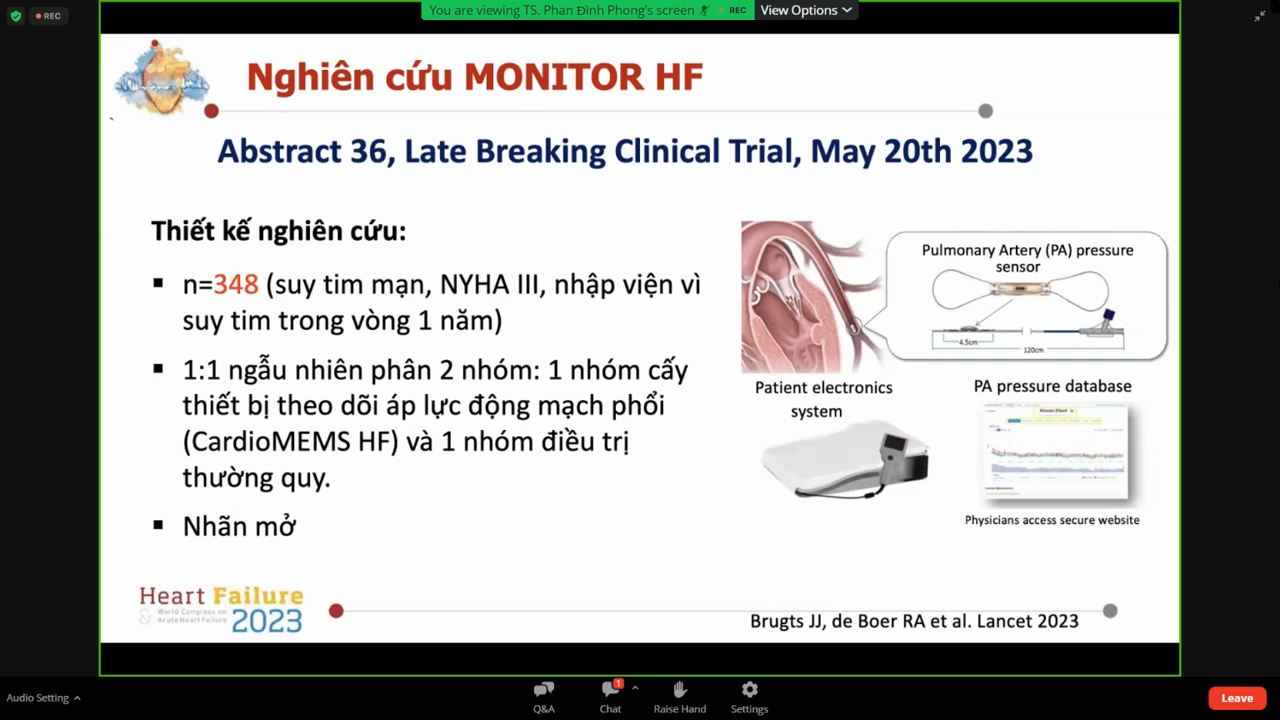 You are viewing TS. Phan Đình Phong's screen
REC
View Options
REC
Nghiên cứu MONITOR HF
Abstract 36, Late Breaking Clinical Trial, May 20th 2023
Thiết kế nghiên cứu:
▪ n=348 (suy tim mạn, NYHA III, nhập viện vì
suy tim trong vòng 1 năm)
▪ 1:1 ngẫu nhiên phân 2 nhóm: 1 nhóm cấy
thiết bị theo dõi áp lực động mạch phổi
(CardioMEMS HF) và 1 nhóm điều trị
thường quy.
▪ Nhãn mở
Pulmonary Artery (PA) pressure
sensor
4.5cm
120cm
Patient electronics
system
PA pressure database
Physicians access secure website
Heart Failure
& World Congress on
Acute Heart Failure
2023
Brugts JJ, de Boer RA et al. Lancet 2023
Audio Setting
Q&A
1
Chat
Raise Hand
Settings
Leave